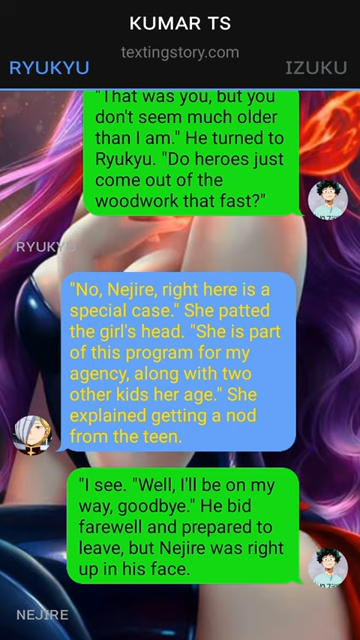 KUMAR TS
textingstory.com
RYUKYU
IZUKU
"That was you, but you
don't seem much older
than I am." He turned to
Ryukyu. "Do heroes just
come out of the
woodwork that fast?"
RYUKYU
"No, Nejire, right here is a
special case." She patted
the girl's head. "She is part
of this program for my
agency, along with two
other kids her age." She
explained getting a nod
from the teen.
"I see. "Well, I'll be on my
way, goodbye." He bid
farewell and prepared to
leave, but Nejire was right
up in his face.
NEJIRE